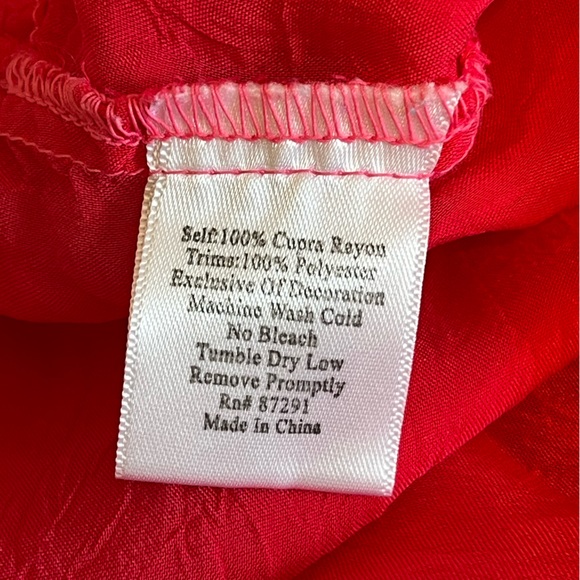 Self:100% Cupra Rayon
Trims:100% Polyester
Exclusive Of Decoration
Machine Wash Cold
No Bleach
Tumble Dry Low
Remove Promptly
Rn# 87291
Made In China